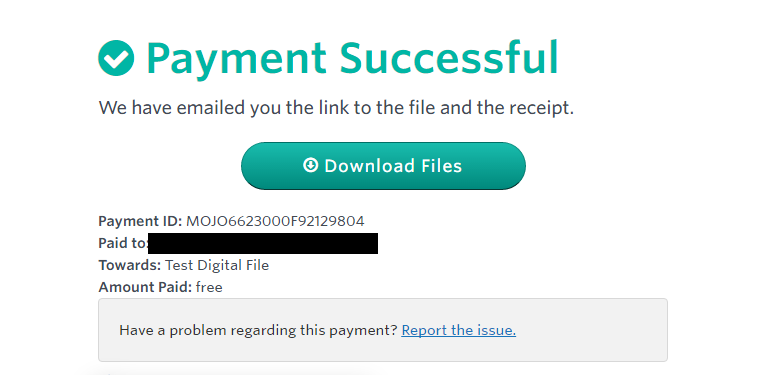 Payment Successful
We have emailed you the link to the file and the receipt.
Download Files
Payment ID: MOJO6623000F92129804
Paid to:
Towards: Test Digital File
Amount Paid: free
Have a problem regarding this payment? Report the issue.